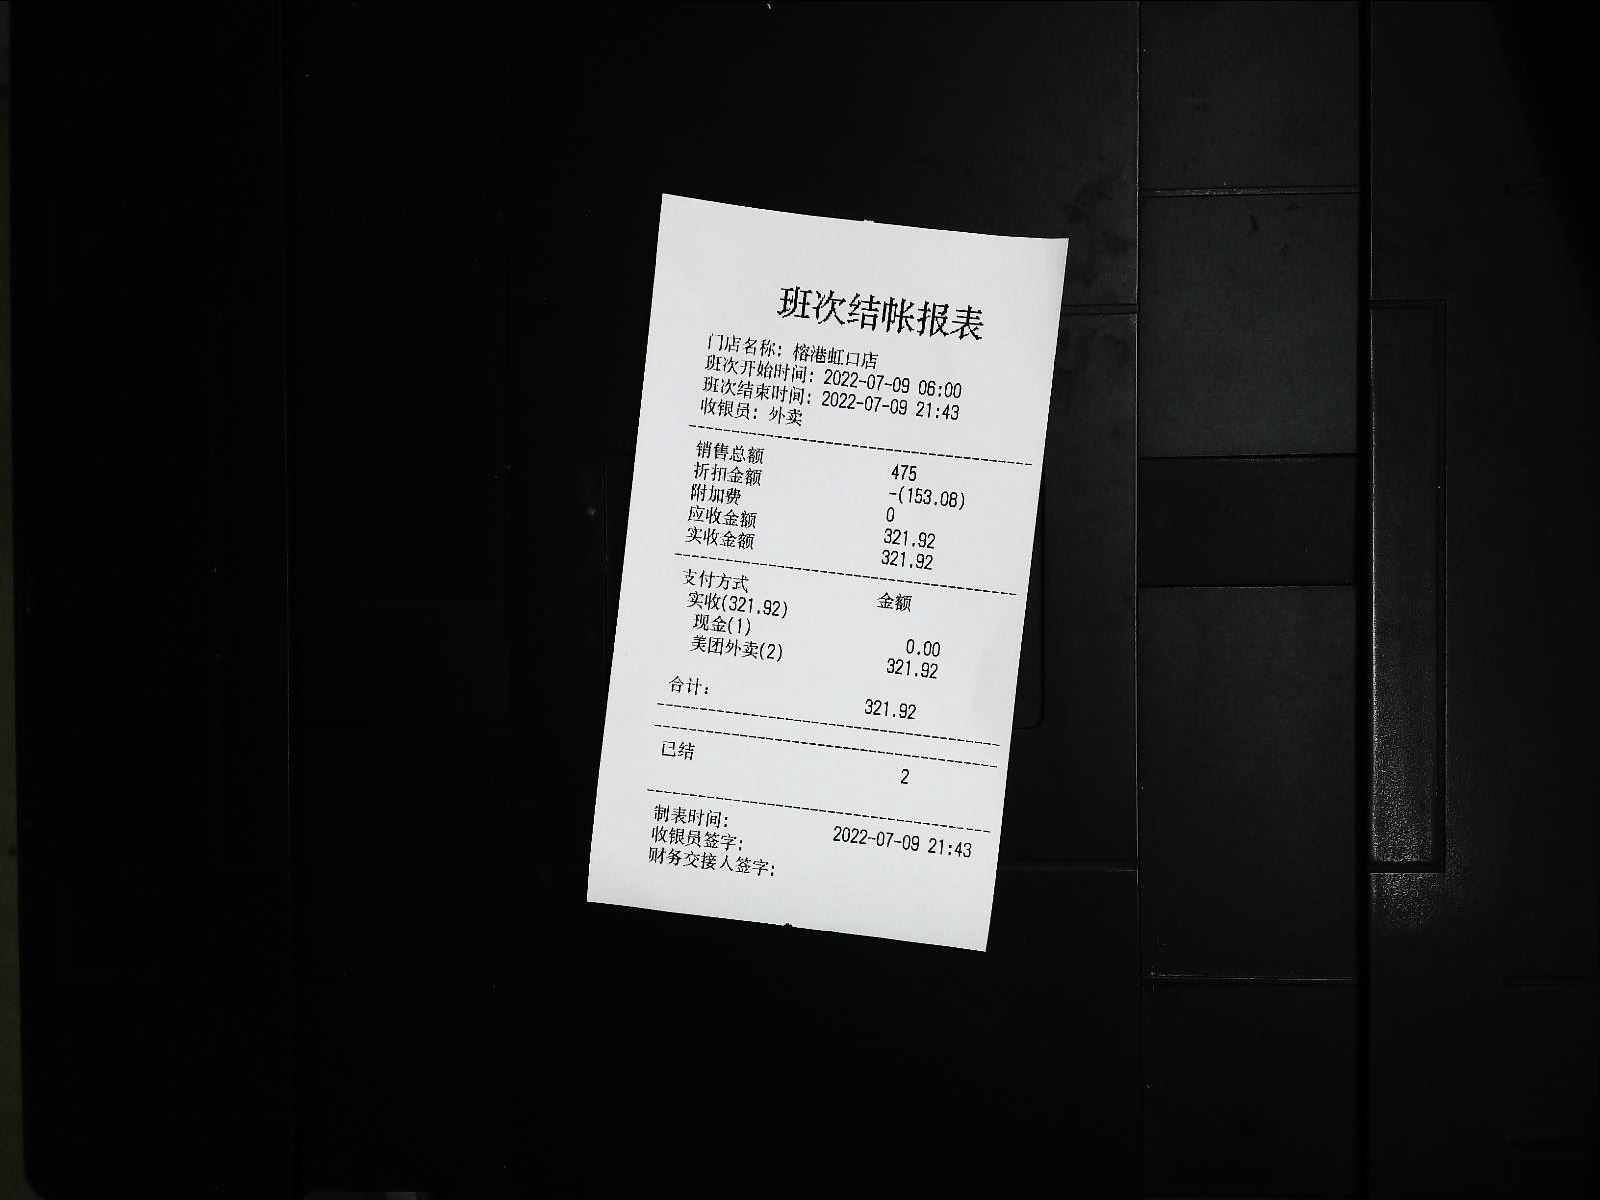 班次结帐报表
门店名称: 榕港虹口店
班次开始时间: 2022-07-09 06:00
班次结束时间: 2022-07-09 21:43
收银员: 外卖
销售总额 475
折扣金额 -(153.08)
附加费 0
应收金额 321.92
实收金额 321.92
支付方式 金额
实收(321.92)
现金(1) 0.00
美团外卖(2) 321.92
合计: 321.92
已结 2
制表时间: 2022-07-09 21:43
收银员签字:
财务交接人签字: